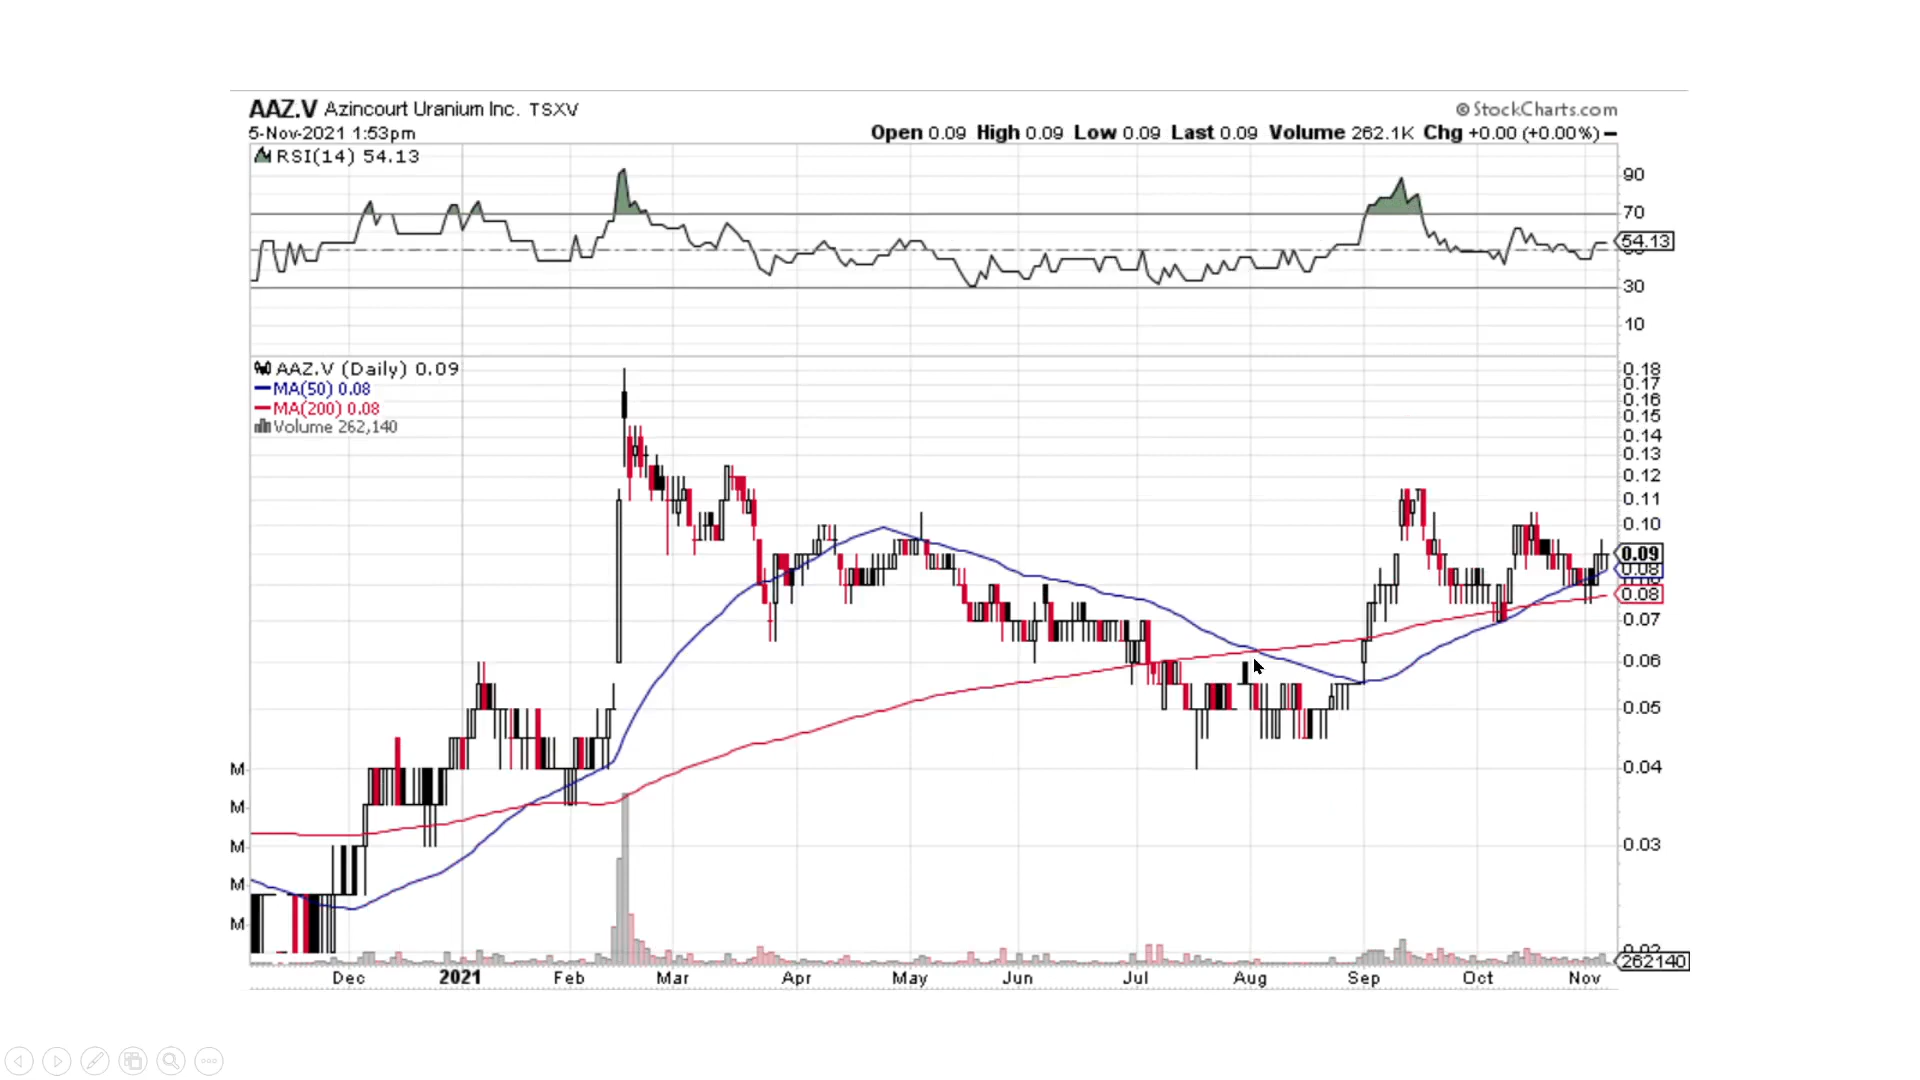 AAZ.V Azincourt Uranium Inc. TSXV
© StockCharts.com
5-Nov-2021 1:53pm
Open 0.09 High 0.09 Low 0.09 Last 0.09 Volume 262.1K Chg +0.00 (+0.00%)
RSI(14) 54.13
90
70
54.13
30
10
AAZ.V (Daily) 0.09
MA(50) 0.08
MA(200) 0.08
Volume 262,140
0.18
0.17
0.16
0.15
0.14
0.13
0.12
0.11
0.10
0.09
0.08
0.08
0.07
0.06
0.05
0.04
0.03
0.02
M
M
M
M
M
262140
Dec 2021 Feb Mar Apr May Jun Jul Aug Sep Oct Nov